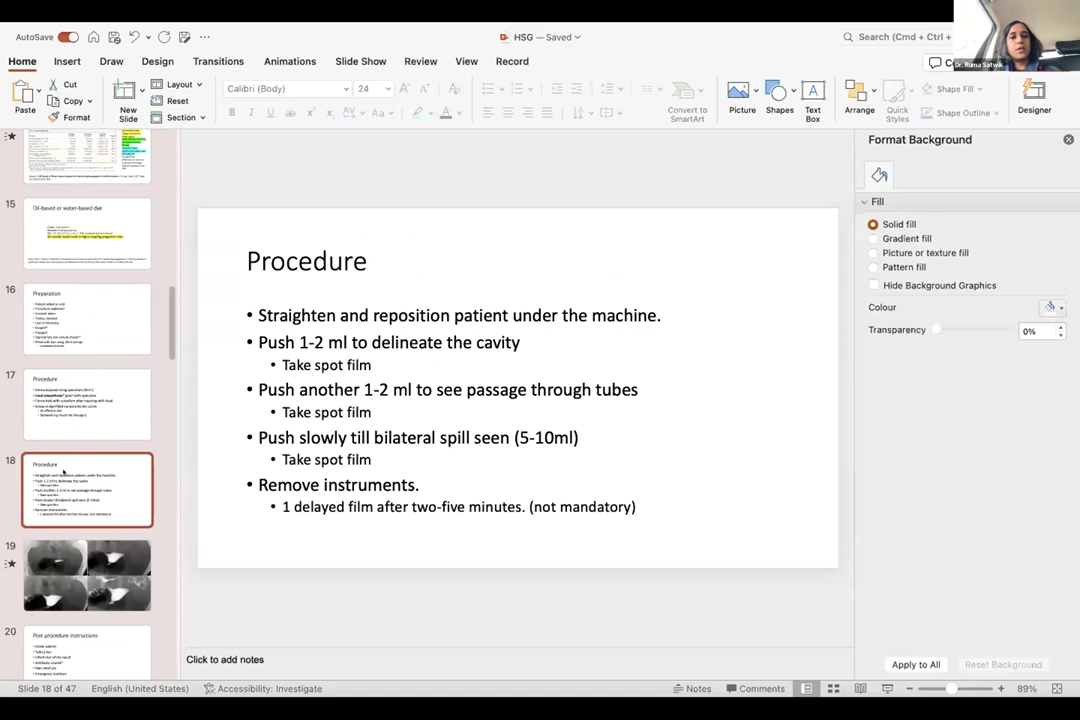 AutoSave
HSG — Saved
Search (Cmd + Ctrl +
Dr. Ruma Satwik
Home
Insert
Draw
Design
Transitions
Animations
Slide Show
Review
View
Record
Paste
Cut
Copy
Format
New
Slide
Layout
Reset
Section
Calibri (Body)
24
Convert to
SmartArt
Picture
Shapes
Text
Box
Arrange
Quick
Styles
Shape Fill
Shape Outline
Designer
15
Oil-based or water-based dye
16
Preparation
17
Procedure
18
Procedure
19
20
Post procedure instructions
Procedure
• Straighten and reposition patient under the machine.
• Push 1-2 ml to delineate the cavity
• Take spot film
• Push another 1-2 ml to see passage through tubes
• Take spot film
• Push slowly till bilateral spill seen (5-10ml)
• Take spot film
• Remove instruments.
• 1 delayed film after two-five minutes. (not mandatory)
Click to add notes
Format Background
Fill
Solid fill
Gradient fill
Picture or texture fill
Pattern fill
Hide Background Graphics
Colour
Transparency
0%
Apply to All
Reset Background
Slide 18 of 47
English (United States)
Accessibility: Investigate
Notes
Comments
89%